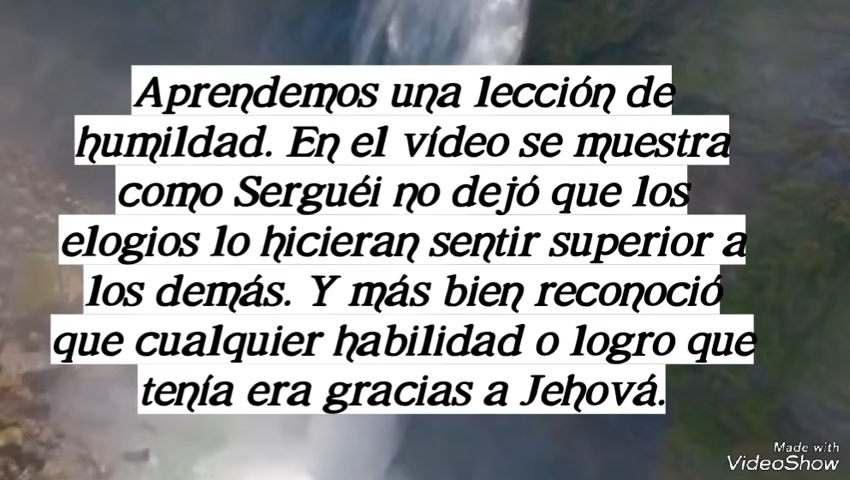 Aprendemos una lección de
humildad. En el vídeo se muestra
como Serguéi no dejó que los
elogios lo hicieran sentir superior a
los demás. Y más bien reconoció
que cualquier habilidad o logro que
tenía era gracias a Jehová.
Made with
VideoShow